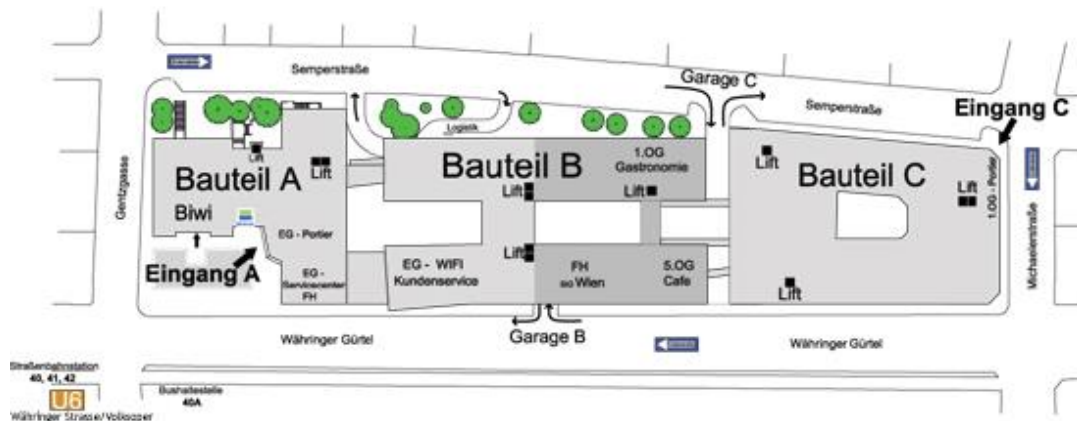 Semperstraße
Garage C
Semperstraße
Eingang C
Logistik
Lift
Lift
Bauteil A
Bauteil B
1.OG
Gastronomie
Lift
Lift
Lift
Bauteil C
Lift
1.OG - Portier
Gentzgasse
Michaelerstraße
Biwi
EG - Portier
Eingang A
EG -
Servicecenter
FH
EG - WIFI
Kundenservice
Lift
FH
Wien
5.OG
Cafe
Lift
Währinger Gürtel
Garage B
Währinger Gürtel
Straßenbahnstation
40, 41, 42
U6
Währinger Strasse/Volksoper
Bushaltestelle
40A